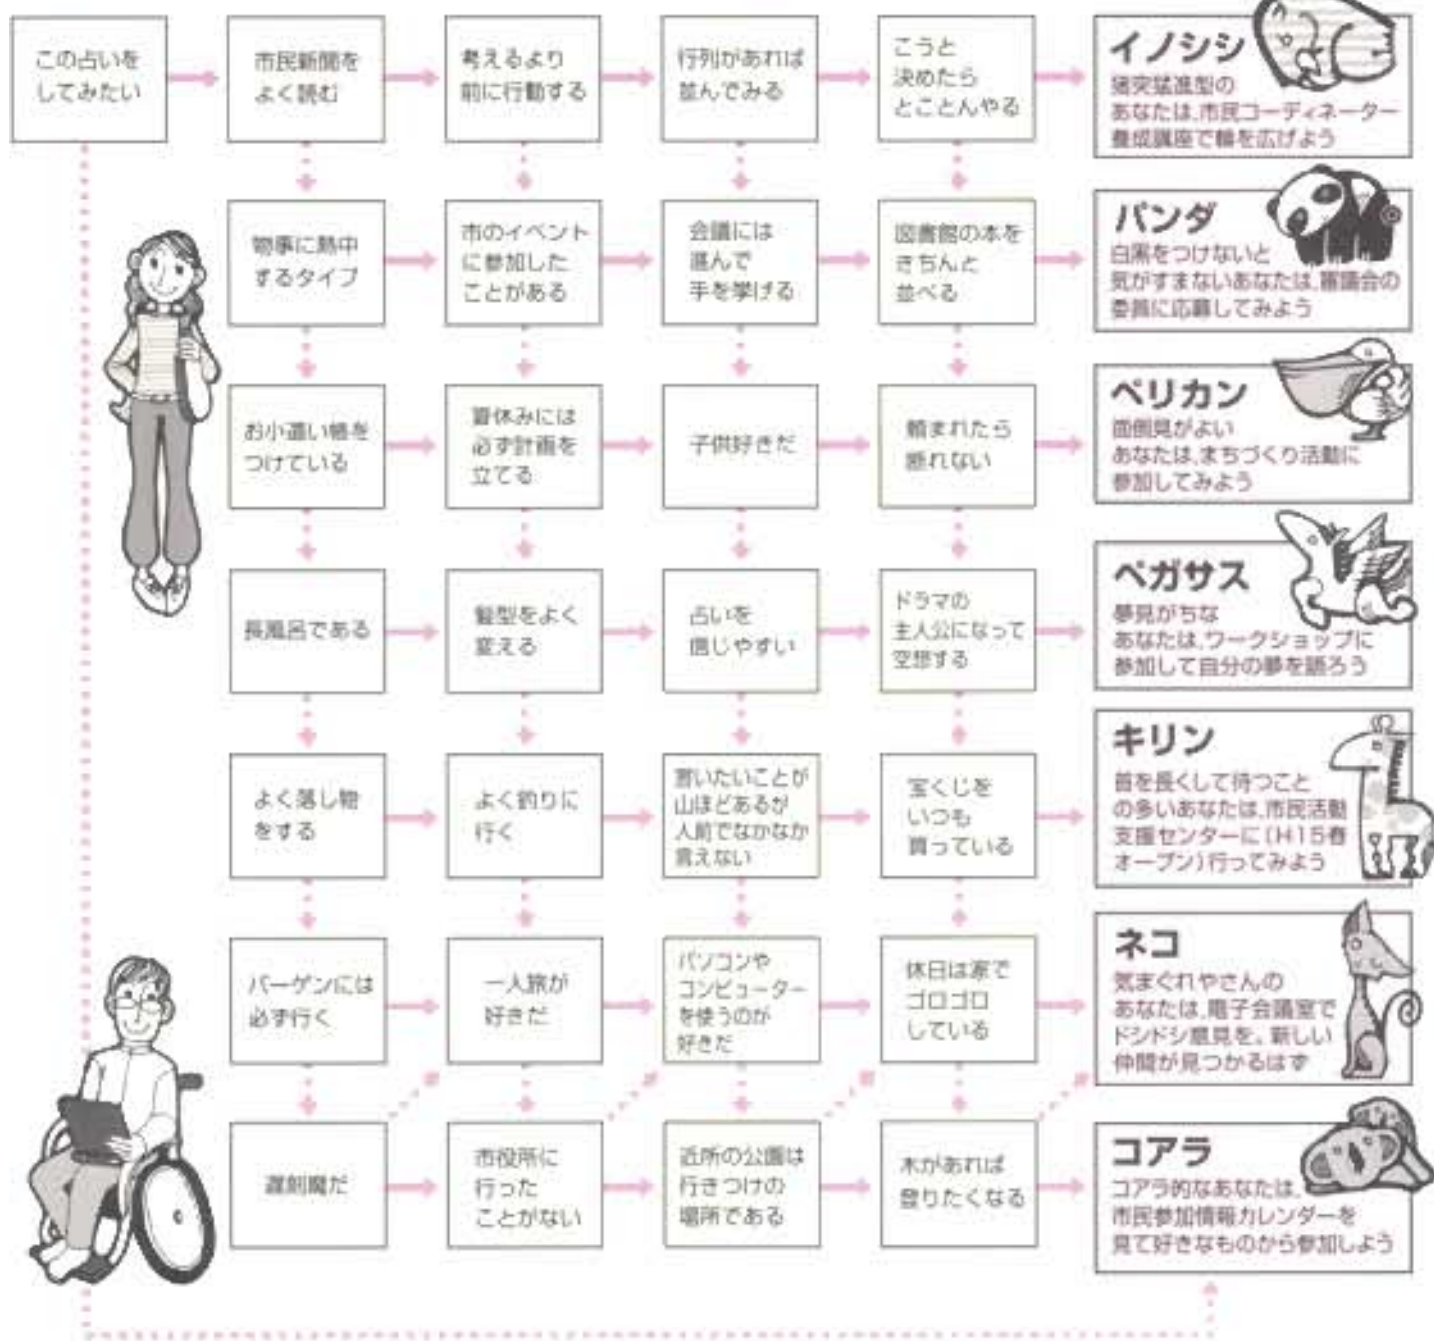 この占いを
してみたい
市民新聞を
よく読む
考えるより
前に行動する
行列があれば
並んでみる
こうと
決めたら
とことんやる
イノシシ
猪突猛進型の
あなたは、市民コーディネーター
養成講座で輪を広げよう
物事に熱中
するタイプ
市のイベント
に参加した
ことがある
会議には
進んで
手を挙げる
図書館の本を
きちんと
並べる
パンダ
白黒をつけないと
気がすまないあなたは、審議会の
委員に応募してみよう
お小遣い帳を
つけている
夏休みには
必ず計画を
立てる
子供好きだ
頼まれたら
断れない
ペリカン
面倒見がよい
あなたは、まちづくり活動に
参加してみよう
長風呂である
髪型をよく
変える
占いを
信じやすい
ドラマの
主人公になって
空想する
ペガサス
夢見がちな
あなたは、ワークショップに
参加して自分の夢を語ろう
よく落し物
をする
よく釣りに
行く
言いたいことが
山ほどあるが
人前でなかなか
言えない
宝くじを
いつも
買っている
キリン
首を長くして待つこと
の多いあなたは、市民活動
支援センターに(H15春
オープン)行ってみよう
バーゲンには
必ず行く
一人旅が
好きだ
パソコンや
コンピューター
を使うのが
好きだ
休日は家で
ゴロゴロ
している
ネコ
気まぐれやさんの
あなたは、電子会議室で
ドシドシ意見を。新しい
仲間が見つかるはず
遅刻魔だ
市役所に
行った
ことがない
近所の公園は
行きつけの
場所である
木があれば
登りたくなる
コアラ
コアラ的なあなたは、
市民参加情報カレンダーを
見て好きなものから参加しよう